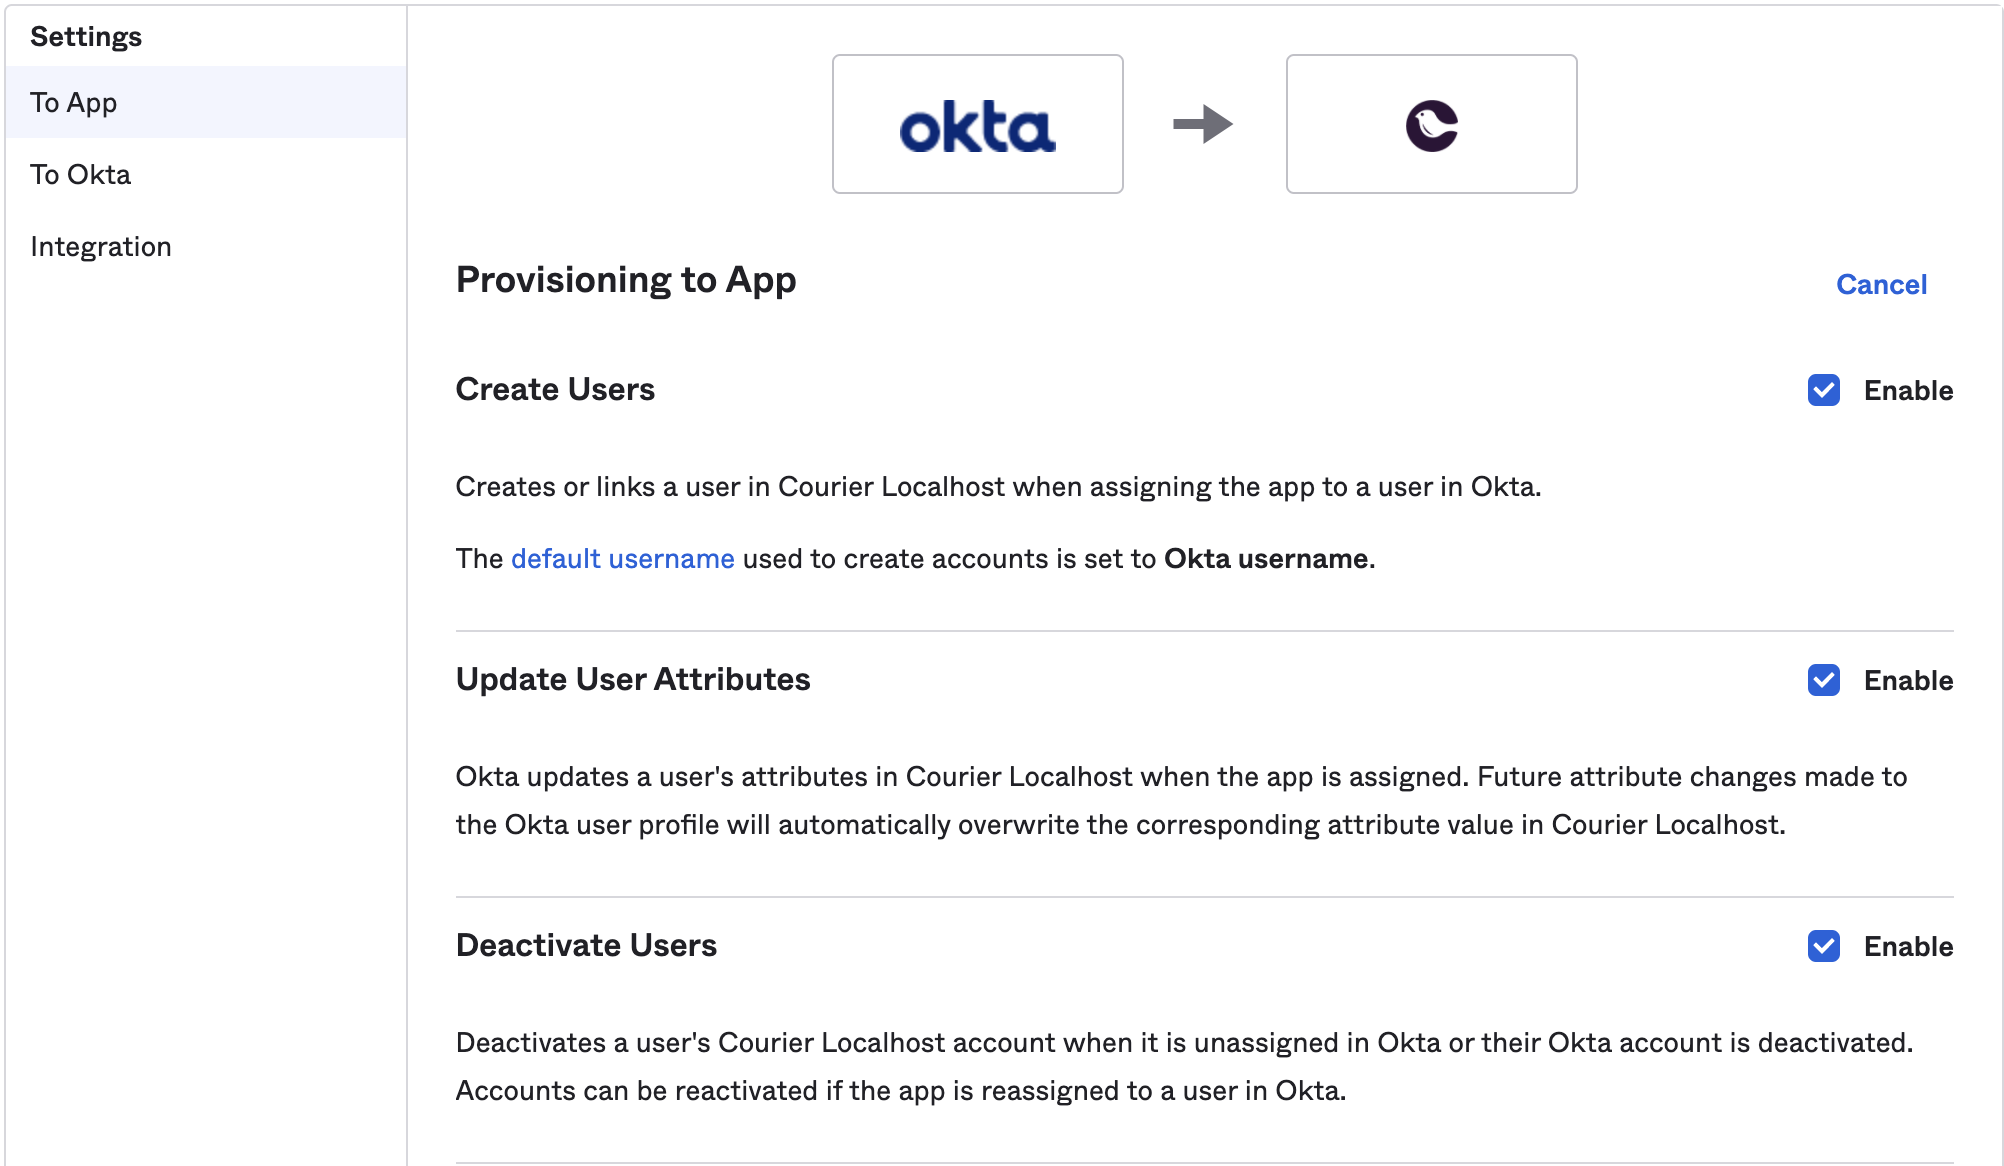 Settings
To App
To Okta
Integration
okta
Provisioning to App
Cancel
Create Users
Enable
Creates or links a user in Courier Localhost when assigning the app to a user in Okta.
The default username used to create accounts is set to Okta username.
Update User Attributes
Enable
Okta updates a user's attributes in Courier Localhost when the app is assigned. Future attribute changes made to
the Okta user profile will automatically overwrite the corresponding attribute value in Courier Localhost.
Deactivate Users
Enable
Deactivates a user's Courier Localhost account when it is unassigned in Okta or their Okta account is deactivated.
Accounts can be reactivated if the app is reassigned to a user in Okta.